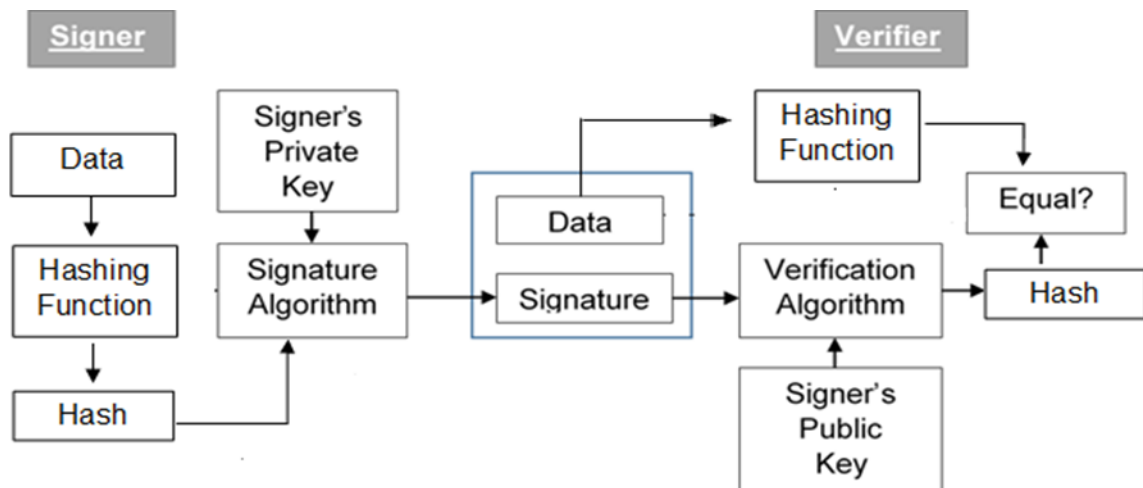 Signer
Verifier
Data
Hashing
Function
Hash
Signer's
Private
Key
Signature
Algorithm
Data
Signature
Hashing
Function
Equal?
Verification
Algorithm
Hash
Signer's
Public
Key